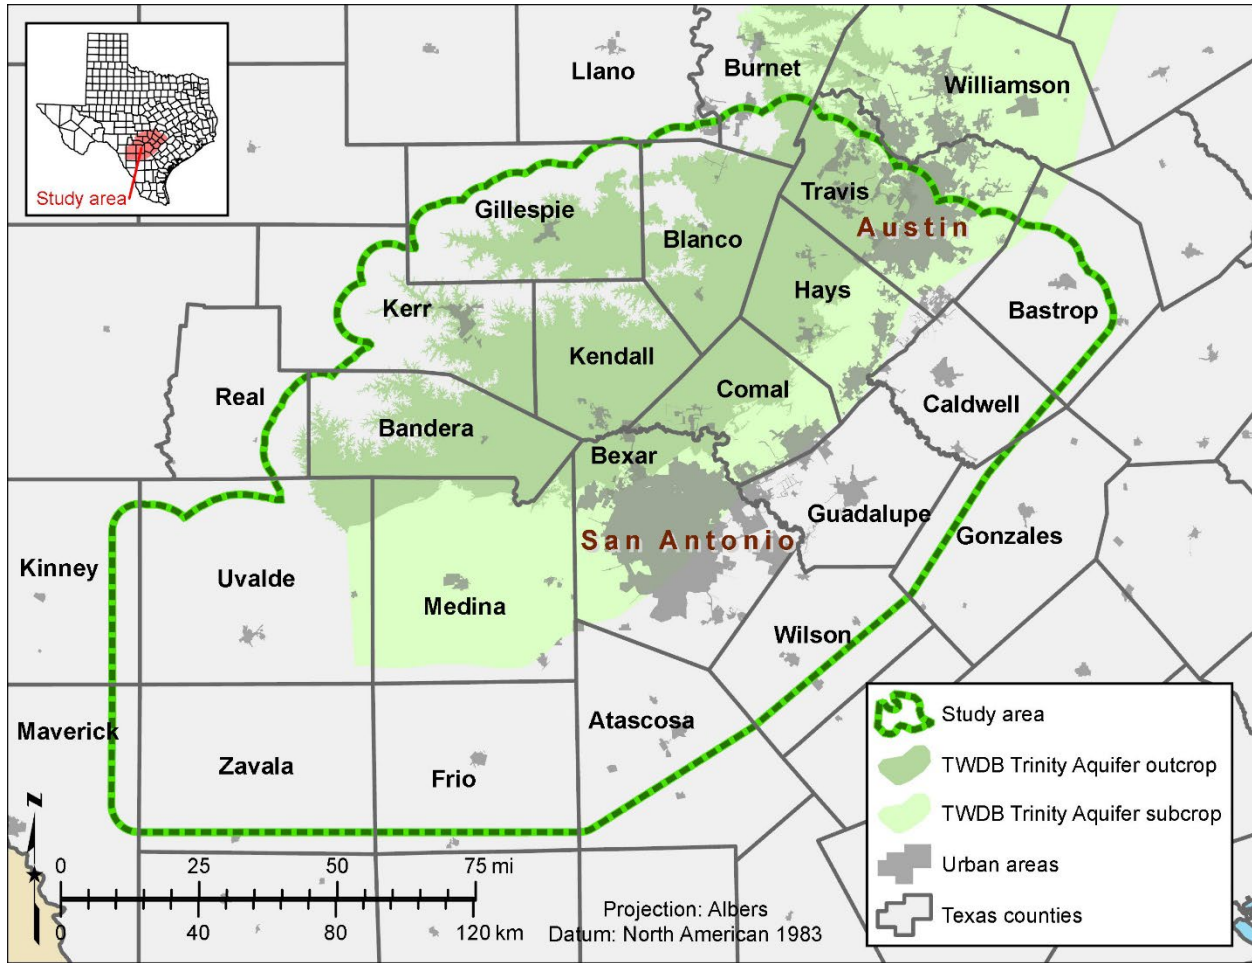 Llano
Burnet
Williamson
Study area
Gillespie
Travis
Austin
Blanco
Hays
Kerr
Bastrop
Kendall
Real
Comal
Caldwell
Bandera
Bexar
Guadalupe
San Antonio
Gonzales
Kinney
Uvalde
Medina
Wilson
Maverick
Atascosa
Zavala
Frio
N
0 25 50 75 mi
0 40 80 120 km
Projection: Albers
Datum: North American 1983
Study area
TWDB Trinity Aquifer outcrop
TWDB Trinity Aquifer subcrop
Urban areas
Texas counties